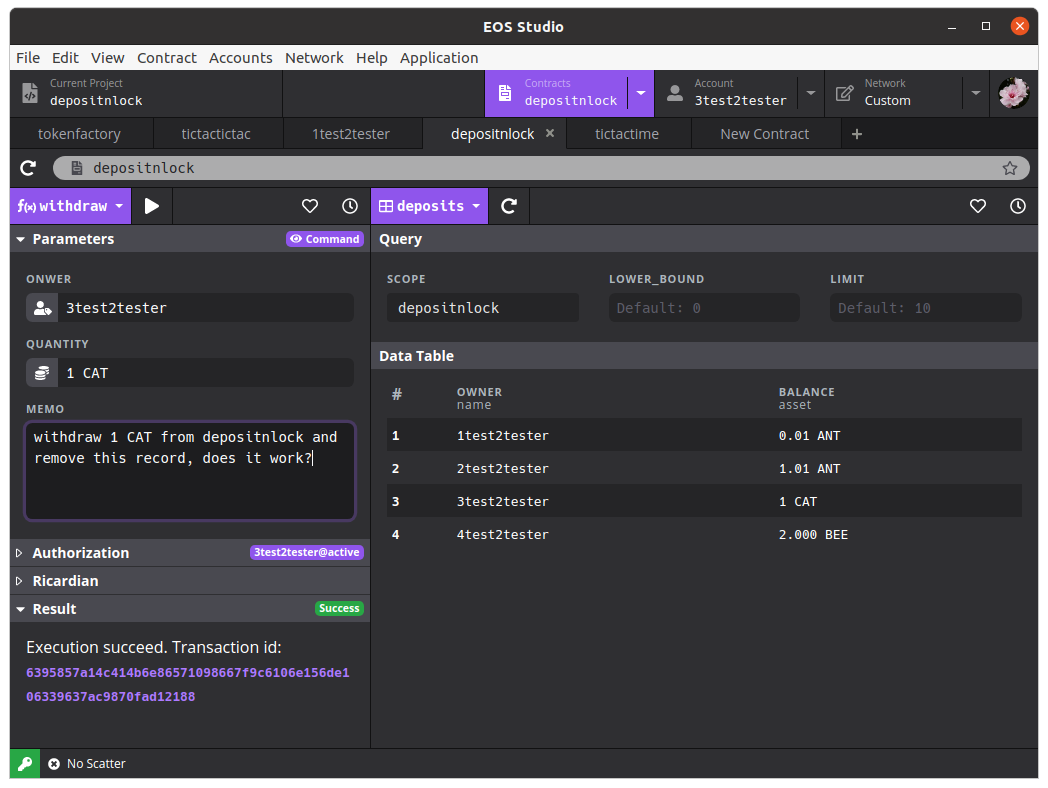 EOS Studio
File Edit View Contract Accounts Network Help Application
Current Project
depositnlock
Contracts
depositnlock
Account
3test2tester
Network
Custom
tokenfactory tictactictac 1test2tester depositnlock × tictactime New Contract +
depositnlock
f(x) withdraw
deposits
Parameters
Command
Query
ONWER
3test2tester
QUANTITY
1 CAT
MEMO
withdraw 1 CAT from depositnlock and
remove this record, does it work?
Authorization 3test2tester@active
Ricardian
Result Success
Execution succeed. Transaction id:
6395857a14c414b6e86571098667f9c6106e156de1
06339637ac9870fad12188
SCOPE LOWER_BOUND LIMIT
depositnlock Default: 0 Default: 10
Data Table
# OWNER BALANCE
name asset
1 1test2tester 0.01 ANT
2 2test2tester 1.01 ANT
3 3test2tester 1 CAT
4 4test2tester 2.000 BEE
No Scatter